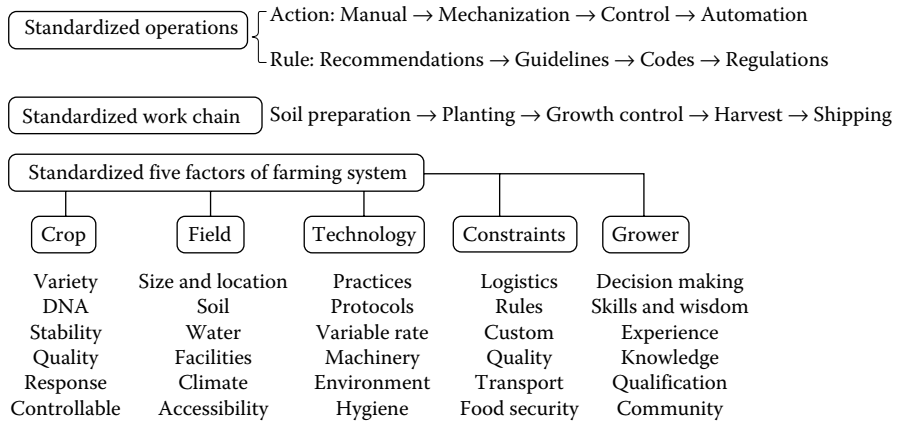 Standardized operations
Action: Manual → Mechanization → Control → Automation
Rule: Recommendations → Guidelines → Codes → Regulations
Standardized work chain
Soil preparation → Planting → Growth control → Harvest → Shipping
Standardized five factors of farming system
Crop Field Technology Constraints Grower
Variety Size and location Practices Logistics Decision making
DNA Soil Protocols Rules Skills and wisdom
Stability Water Variable rate Custom Experience
Quality Facilities Machinery Quality Knowledge
Response Climate Environment Transport Qualification
Controllable Accessibility Hygiene Food security Community